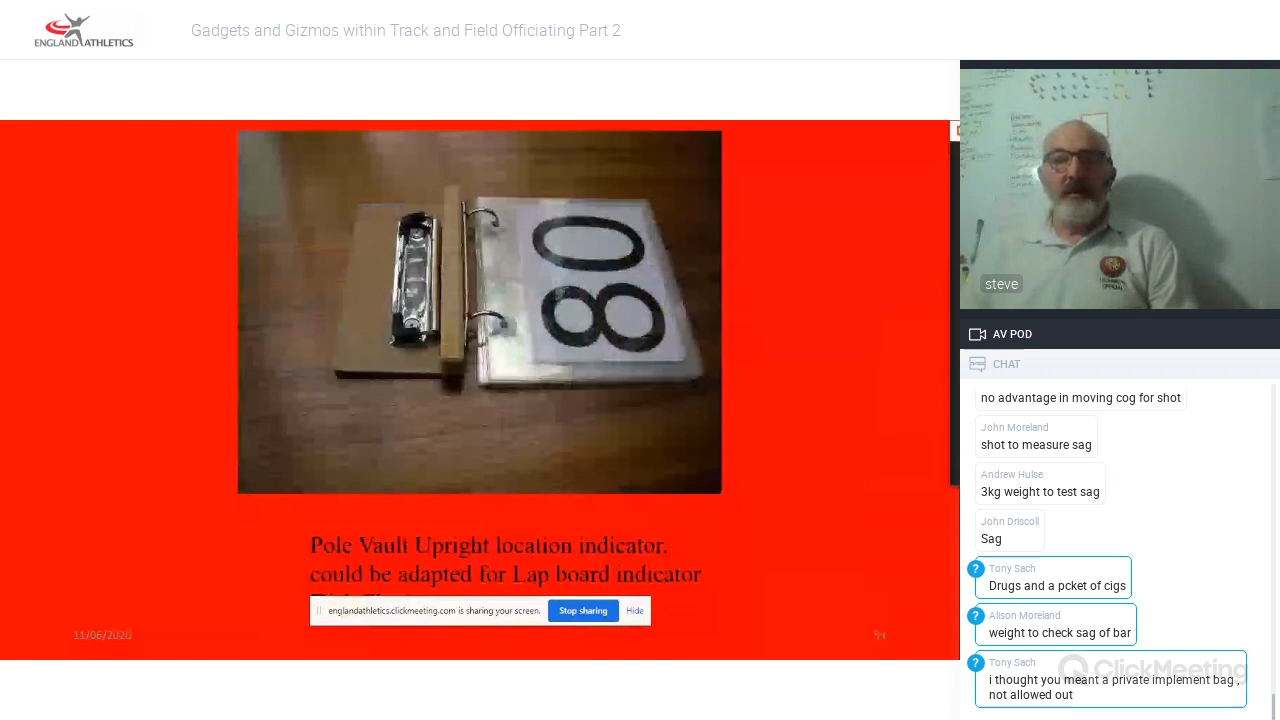 ENGLAND ATHLETICS
Gadgets and Gizmos within Track and Field Officiating Part 2
80
Pole Vault Upright location indicator,
could be adapted for Lap board indicator
englandathletics.clickmeeting.com is sharing your screen.
Stop sharing
Hide
11/06/2020
steve
AV POD
CHAT
no advantage in moving cog for shot
John Moreland
shot to measure sag
Andrew Hulse
3kg weight to test sag
John Driscoll
Sag
? Tony Sach
Drugs and a pcket of cigs
? Alison Moreland
weight to check sag of bar
? Tony Sach
i thought you meant a private implement bag ,
not allowed out
ClickMeeting